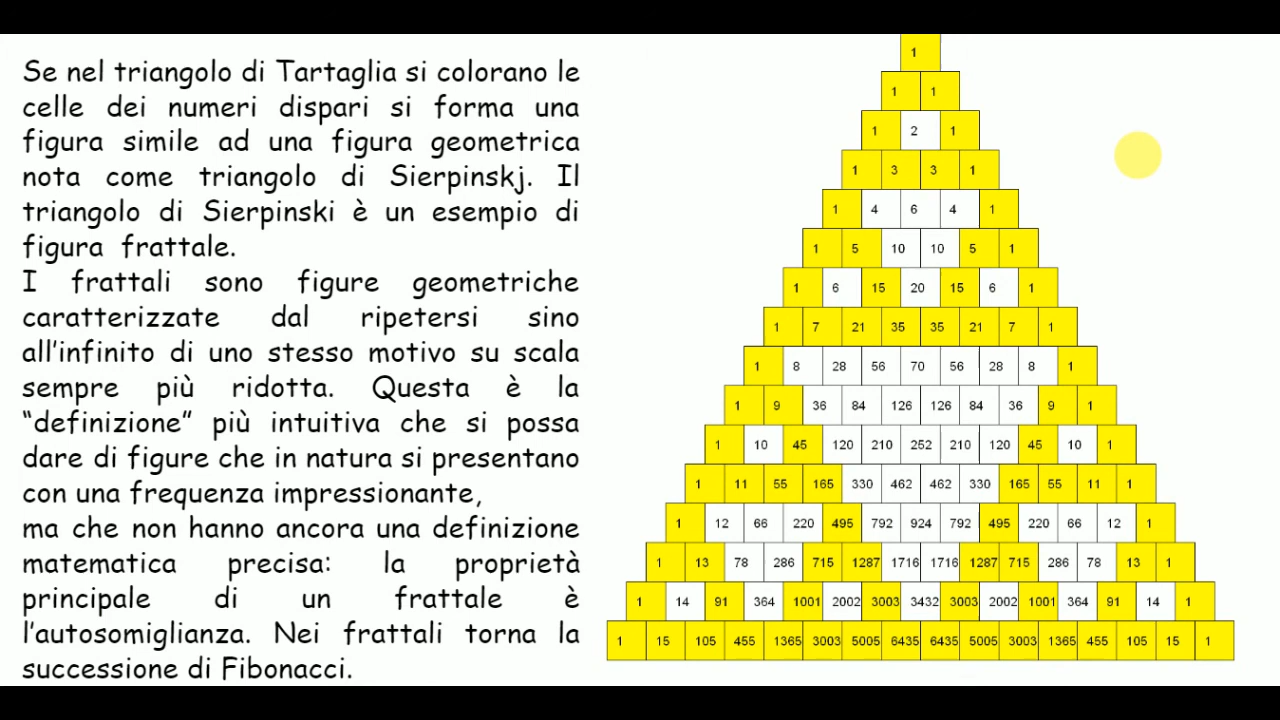 Se nel triangolo di Tartaglia si colorano le
celle dei numeri dispari si forma una
figura simile ad una figura geometrica
nota come triangolo di Sierpinskj. Il
triangolo di Sierpinski è un esempio di
figura frattale.
I frattali sono figure geometriche
caratterizzate dal ripetersi sino
all'infinito di uno stesso motivo su scala
sempre più ridotta. Questa è la
“definizione” più intuitiva che si possa
dare di figure che in natura si presentano
con una frequenza impressionante,
ma che non hanno ancora una definizione
matematica precisa: la proprietà
principale di un frattale è
l'autosomiglianza. Nei frattali torna la
successione di Fibonacci.
1
1 1
1 2 1
1 3 3 1
1 4 6 4 1
1 5 10 10 5 1
1 6 15 20 15 6 1
1 7 21 35 35 21 7 1
1 8 28 56 70 56 28 8 1
1 9 36 84 126 126 84 36 9 1
1 10 45 120 210 252 210 120 45 10 1
1 11 55 165 330 462 462 330 165 55 11 1
1 12 66 220 495 792 924 792 495 220 66 12 1
1 13 78 286 715 1287 1716 1716 1287 715 286 78 13 1
1 14 91 364 1001 2002 3003 3432 3003 2002 1001 364 91 14 1
1 15 105 455 1365 3003 5005 6435 6435 5005 3003 1365 455 105 15 1